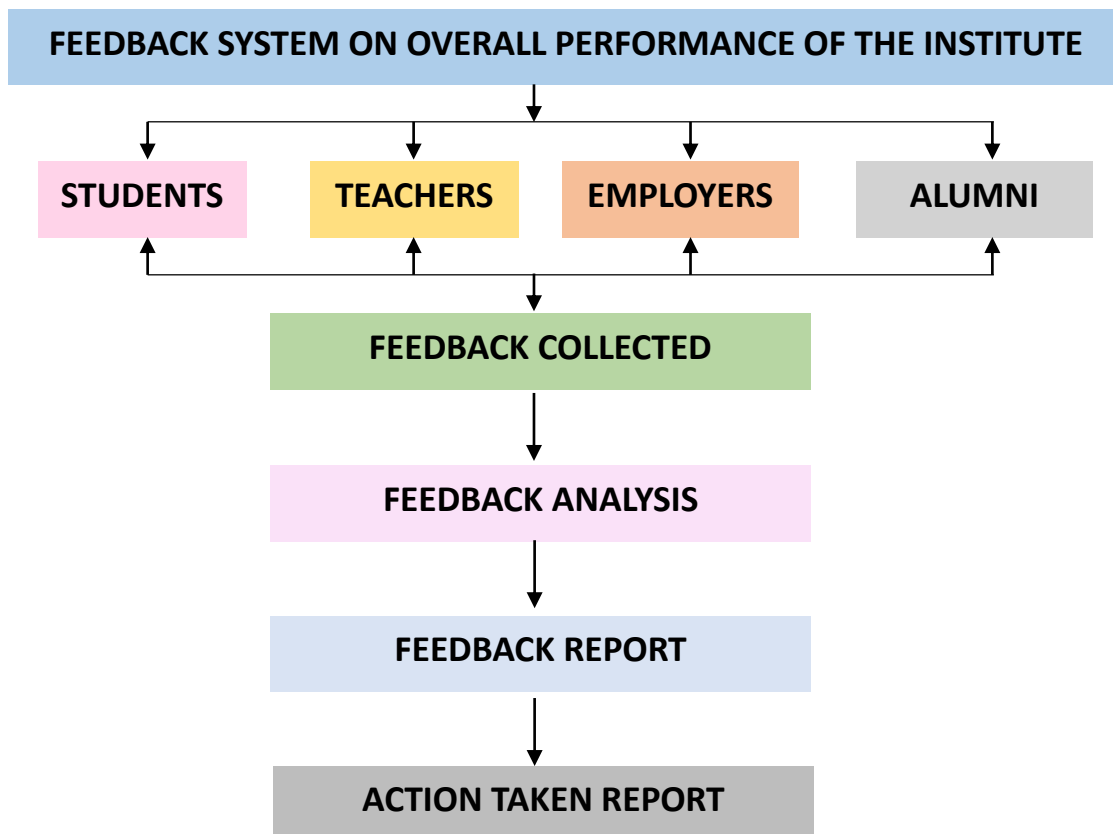 FEEDBACK SYSTEM ON OVERALL PERFORMANCE OF THE INSTITUTE
STUDENTS
TEACHERS
EMPLOYERS
ALUMNI
FEEDBACK COLLECTED
FEEDBACK ANALYSIS
FEEDBACK REPORT
ACTION TAKEN REPORT